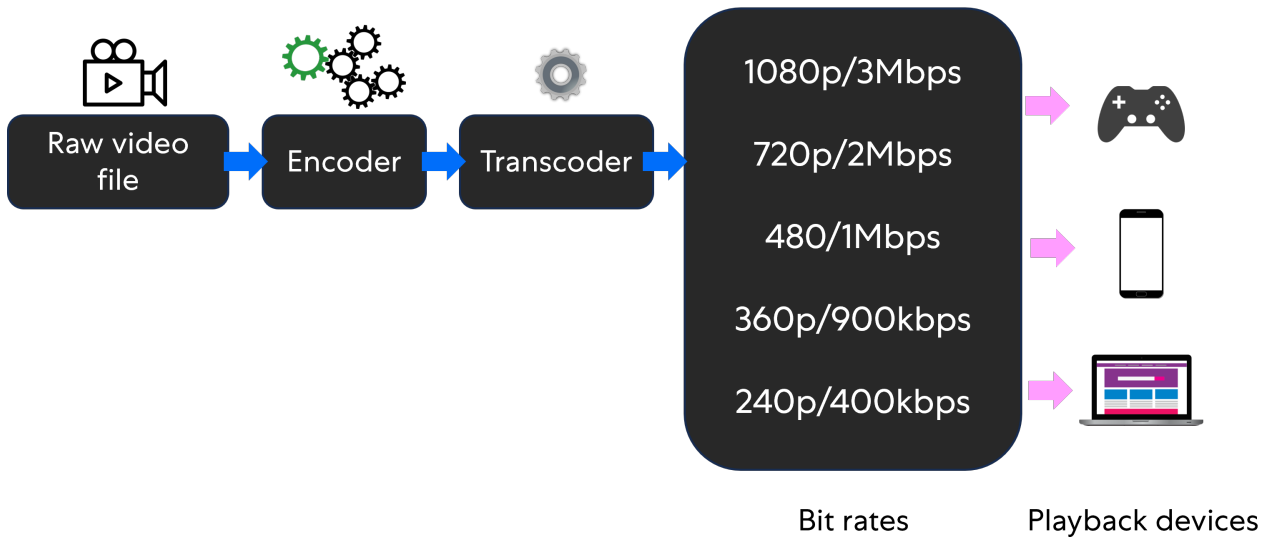 Raw video
file
Encoder
Transcoder
1080p/3Mbps
720p/2Mbps
480/1Mbps
360p/900kbps
240p/400kbps
Bit rates
Playback devices